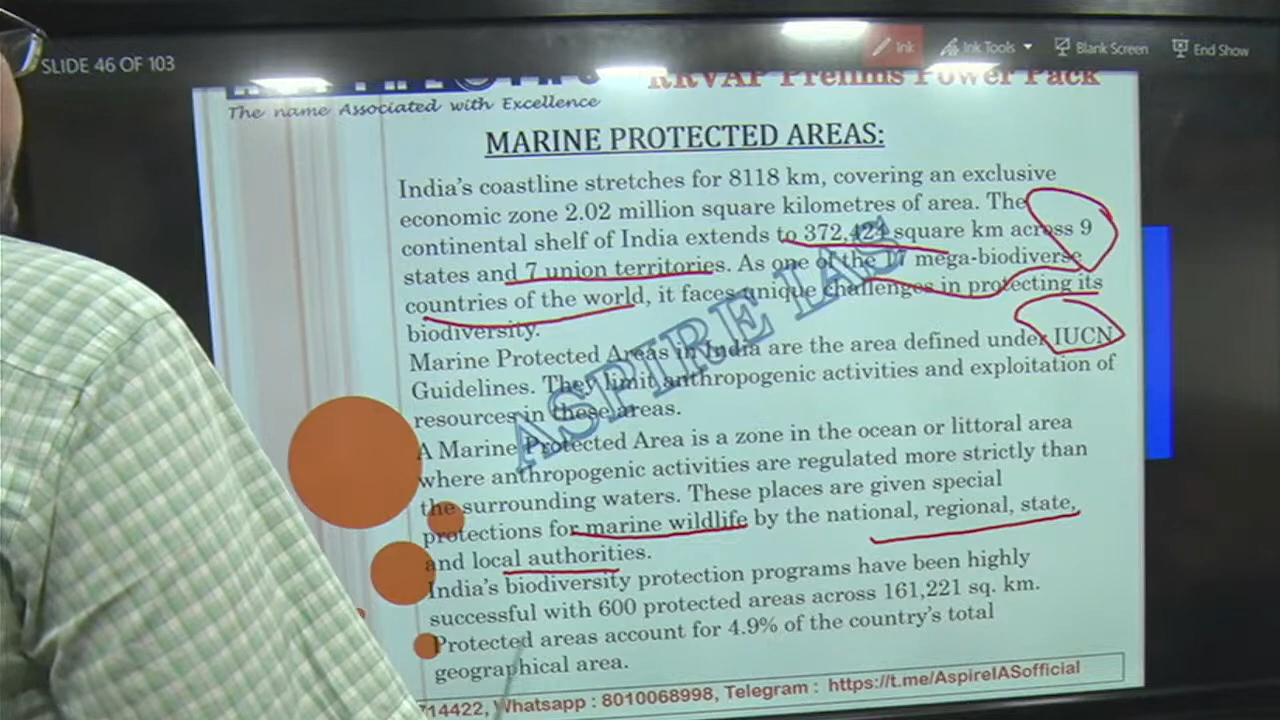 SLIDE 46 OF 103
Ink
Ink Tools
Blank Screen
End Show
The name Associated with Excellence
RRVAP Prelims Power Pack
MARINE PROTECTED AREAS:
India's coastline stretches for 8118 km, covering an exclusive
economic zone 2.02 million square kilometres of area. The
continental shelf of India extends to 372,424 square km across 9
states and 7 union territories. As one of the 17 mega-biodiverse
countries of the world, it faces unique challenges in protecting its
biodiversity.
Marine Protected Areas in India are the area defined under IUCN
Guidelines. They limit anthropogenic activities and exploitation of
resources in these areas.
A Marine Protected Area is a zone in the ocean or littoral area
where anthropogenic activities are regulated more strictly than
the surrounding waters. These places are given special
protections for marine wildlife by the national, regional, state,
and local authorities.
India's biodiversity protection programs have been highly
successful with 600 protected areas across 161,221 sq. km.
Protected areas account for 4.9% of the country's total
geographical area.
ASPIRE IAS
714422, Whatsapp : 8010068998, Telegram : https://t.me/AspireIASofficial